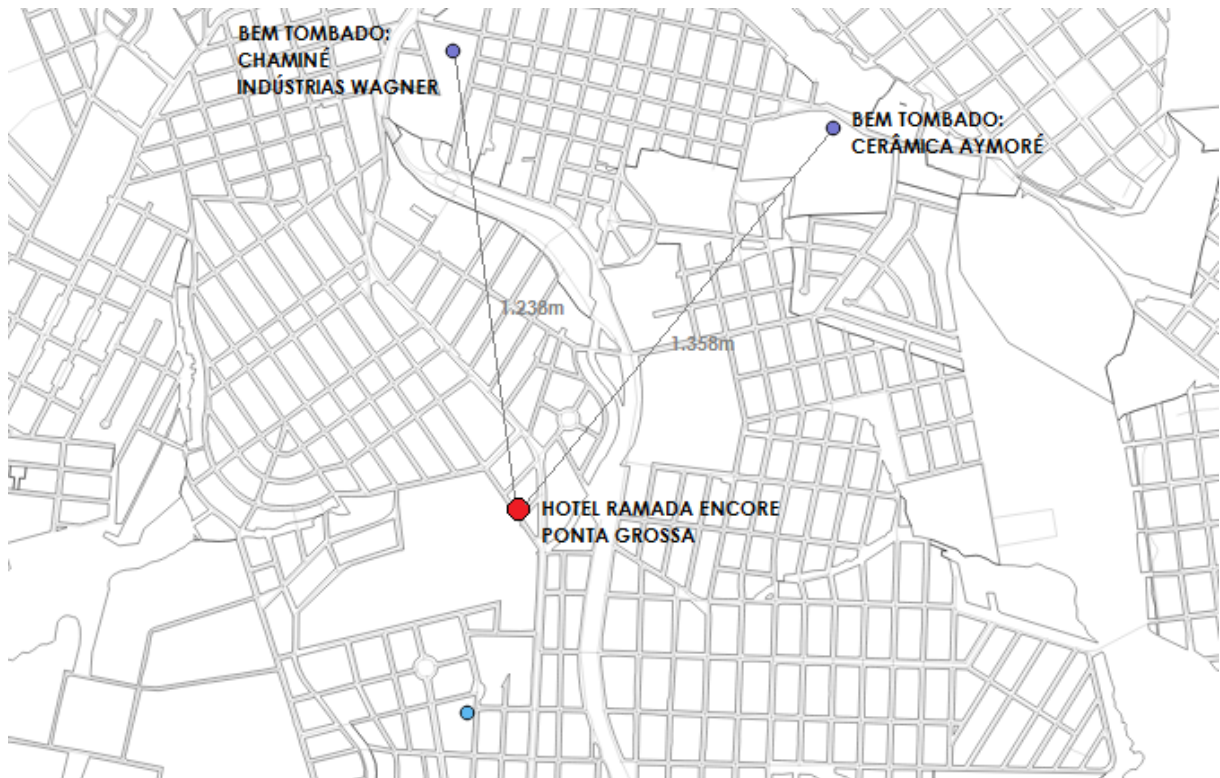 BEM TOMBADO:
CHAMINÉ
INDÚSTRIAS WAGNER
BEM TOMBADO:
CERÂMICA AYMORÉ
1.238m
1.358m
HOTEL RAMADA ENCORE
PONTA GROSSA